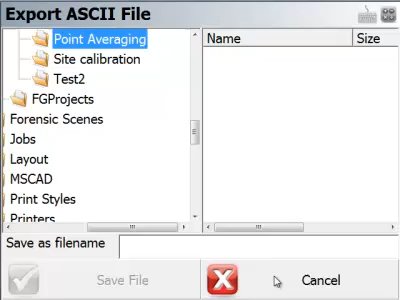 Export ASCII File
Point Averaging
Site calibration
Test2
FGProjects
Forensic Scenes
Jobs
Layout
MSCAD
Print Styles
Printers
Name Size
Save as filename
Save File Cancel